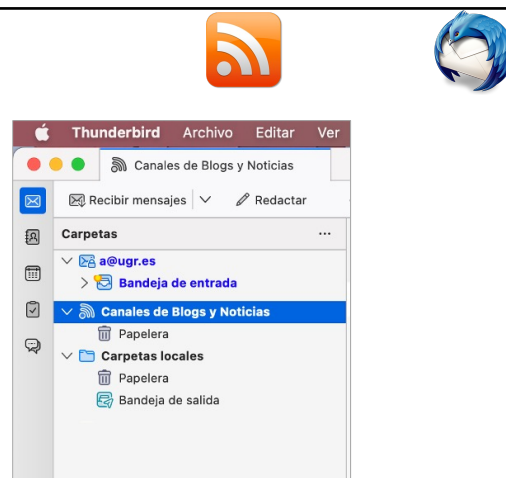 Thunderbird Archivo Editar Ver
Canales de Blogs y Noticias
Recibir mensajes Redactar
Carpetas ...
a@ugr.es
Bandeja de entrada
Canales de Blogs y Noticias
Papelera
Carpetas locales
Papelera
Bandeja de salida